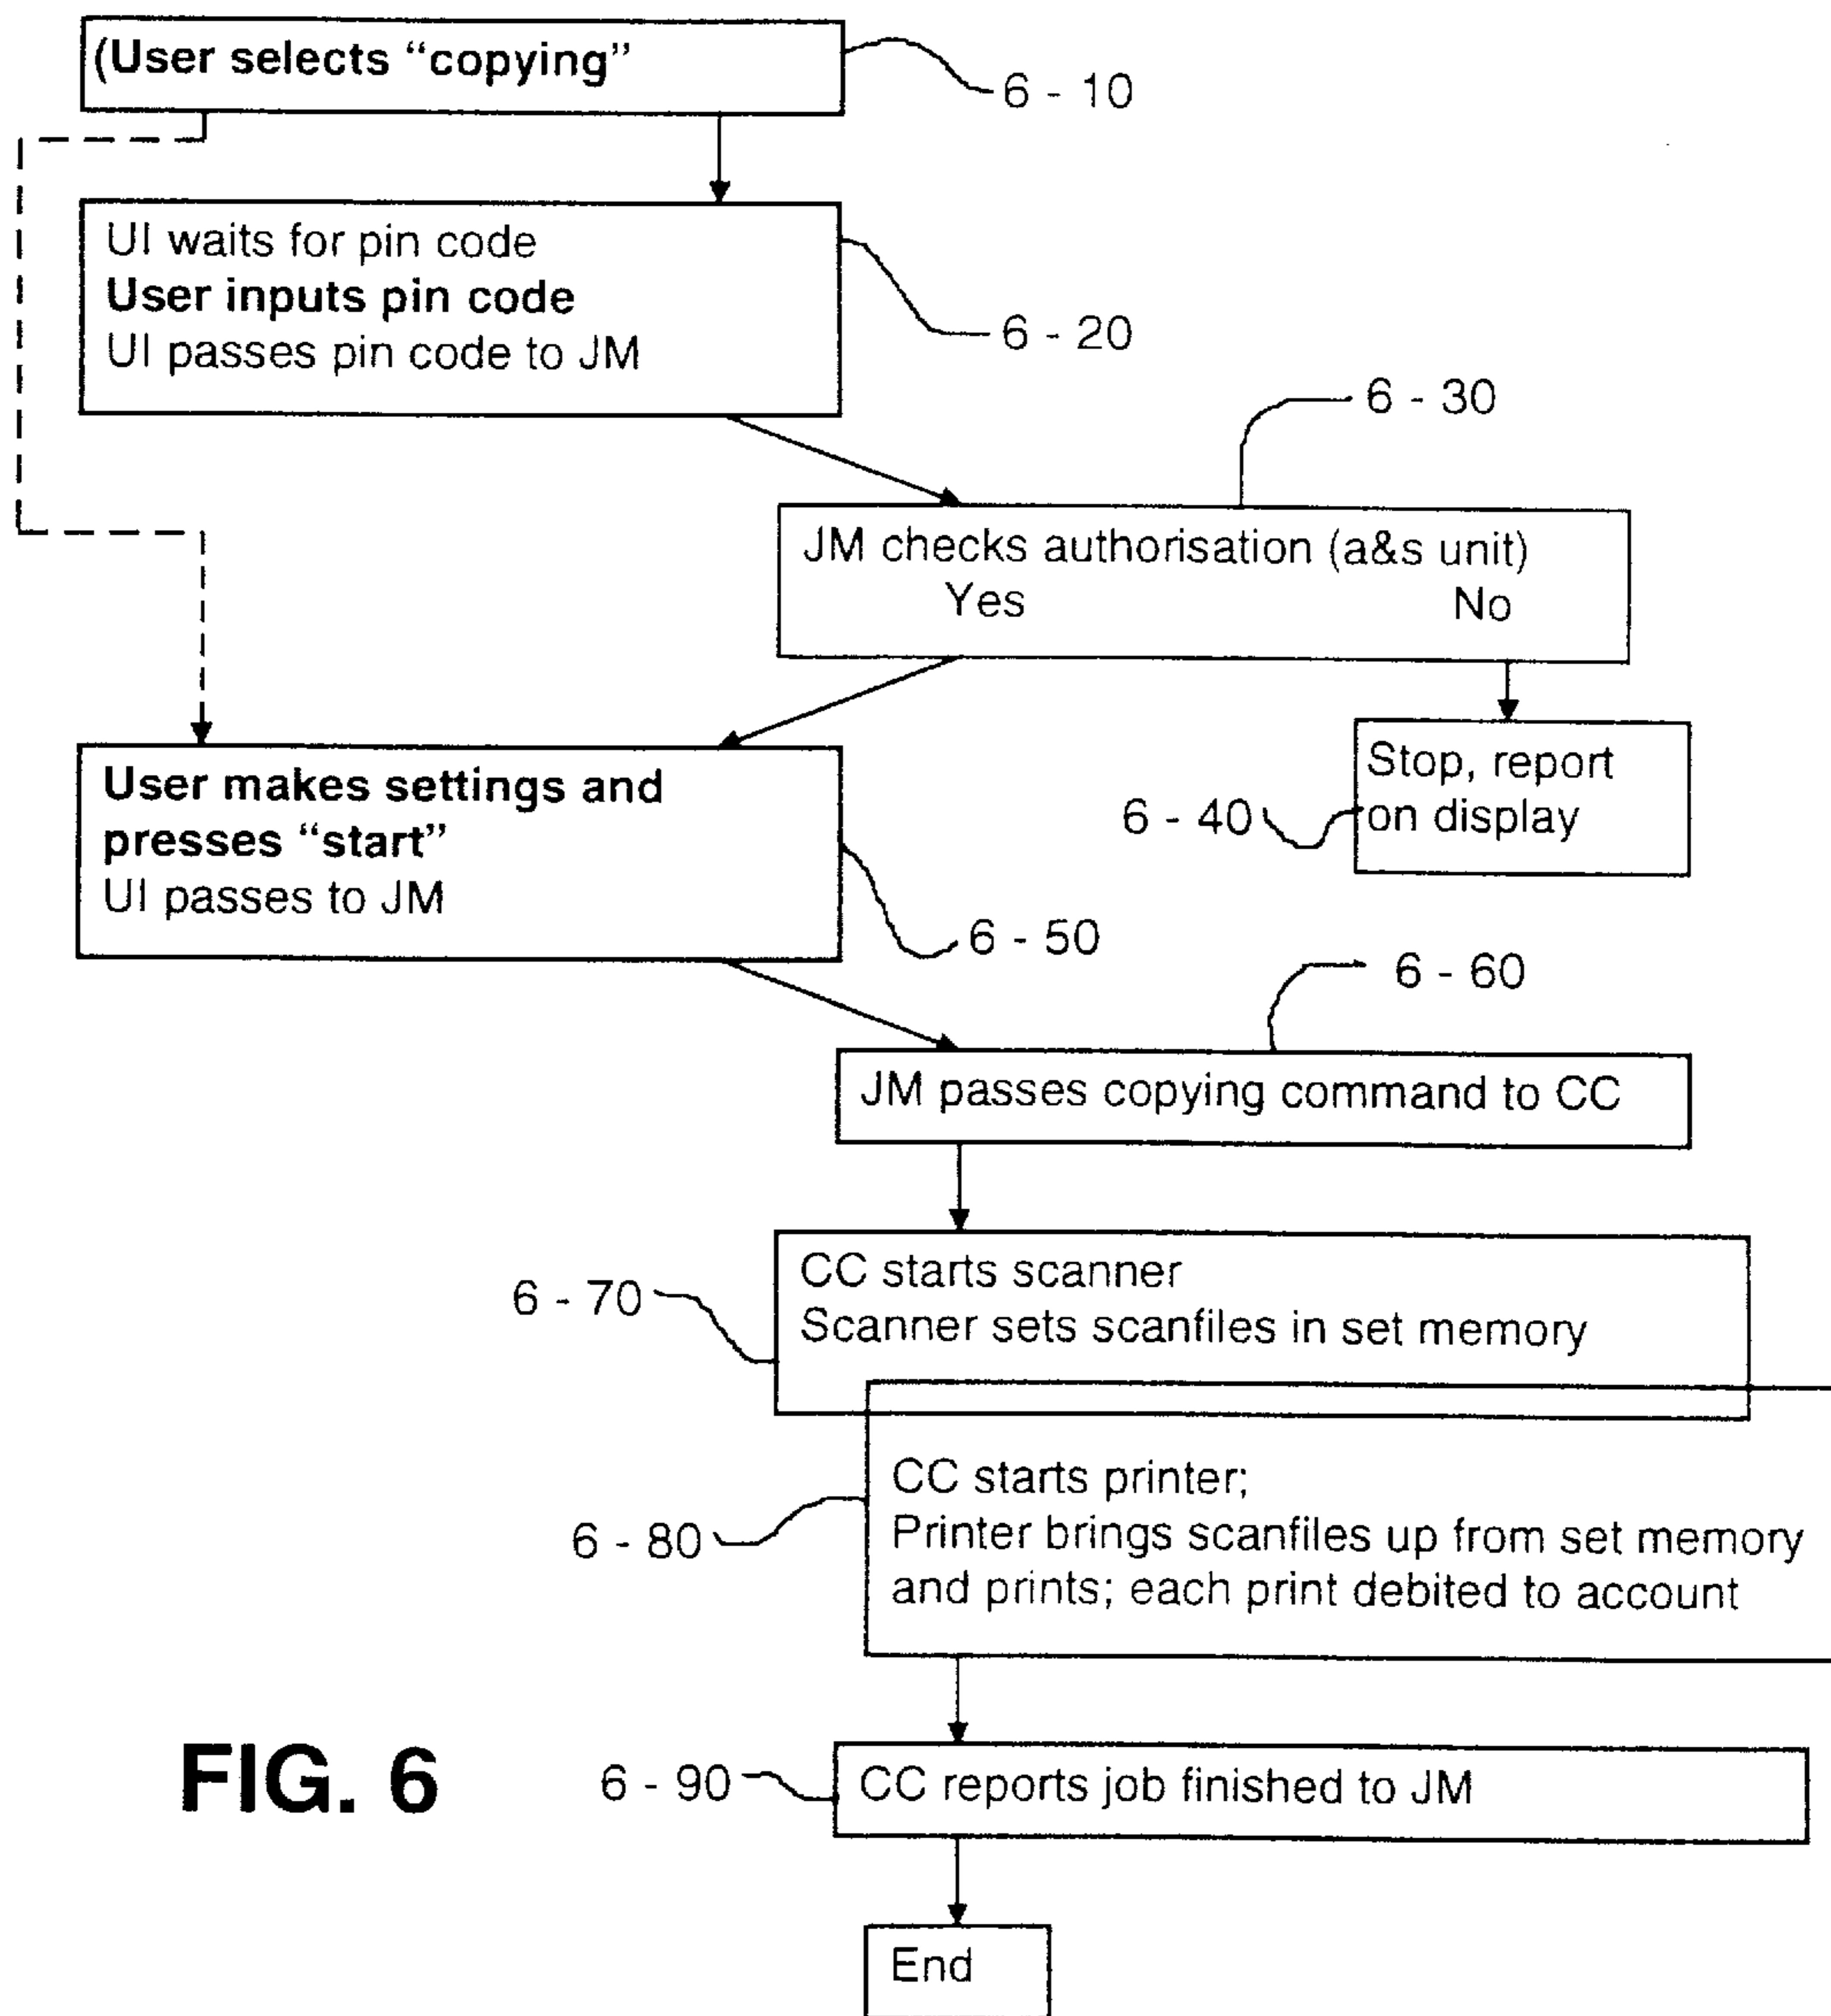 (User selects “copying”
6 - 10
UI waits for pin code
User inputs pin code
UI passes pin code to JM
6 - 20
6 - 30
JM checks authorisation (a&s unit)
Yes No
Stop, report
on display
6 - 40
User makes settings and
presses “start”
UI passes to JM
6 - 50
6 - 60
JM passes copying command to CC
CC starts scanner
Scanner sets scanfiles in set memory
6 - 70
CC starts printer;
Printer brings scanfiles up from set memory
and prints; each print debited to account
6 - 80
FIG. 6
6 - 90
CC reports job finished to JM
End